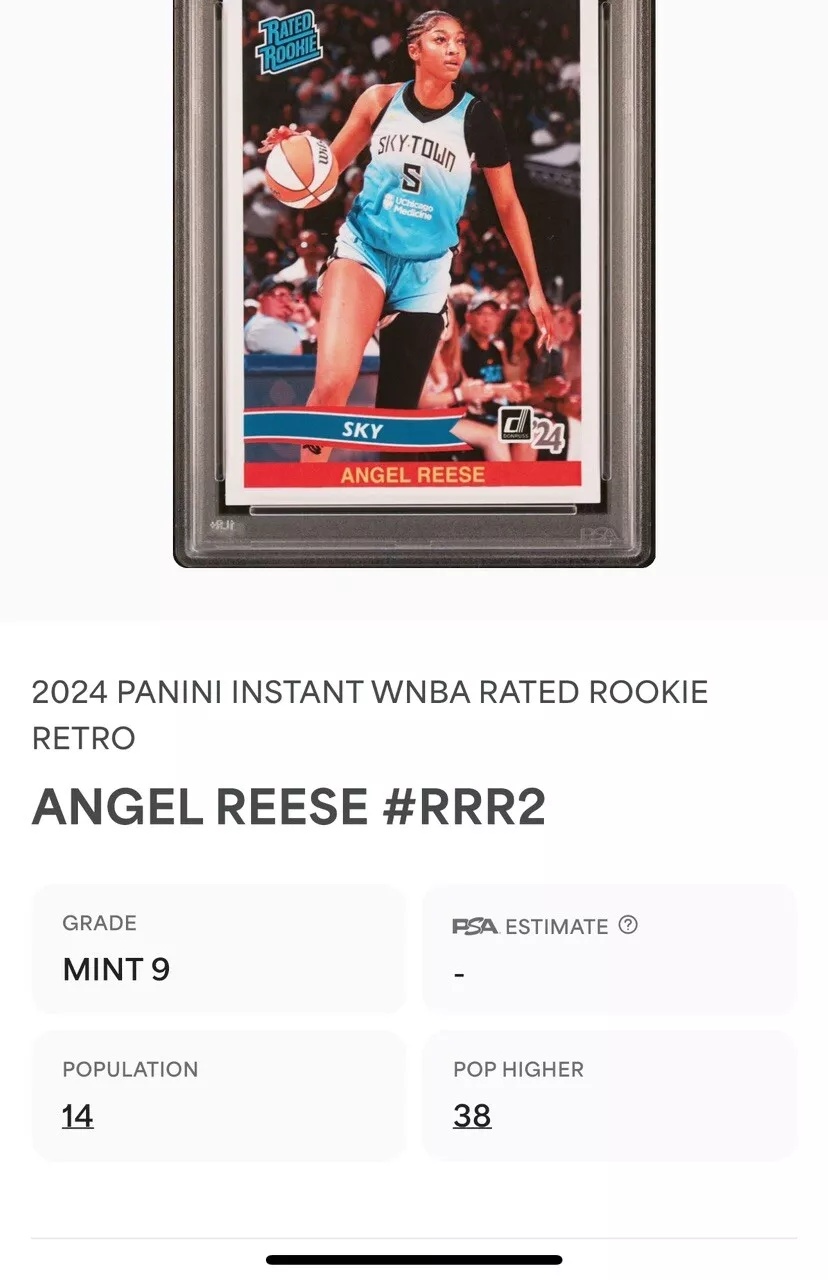 RATED
ROOKIE
SKY·TOWN
5
UChicago
Medicine
SKY
d
DONRUSS
'24
ANGEL REESE
PSA
2024 PANINI INSTANT WNBA RATED ROOKIE
RETRO
ANGEL REESE #RRR2
GRADE
MINT 9
PSA ESTIMATE ?
-
POPULATION
14
POP HIGHER
38